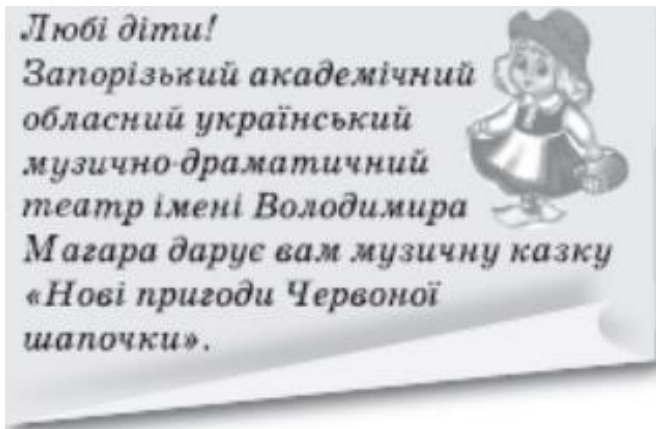 Любі діти!
Запорізький академічний
обласний український
музично-драматичний
театр імені Володимира
Магара дарує вам музичну казку
«Нові пригоди Червоної
шапочки».